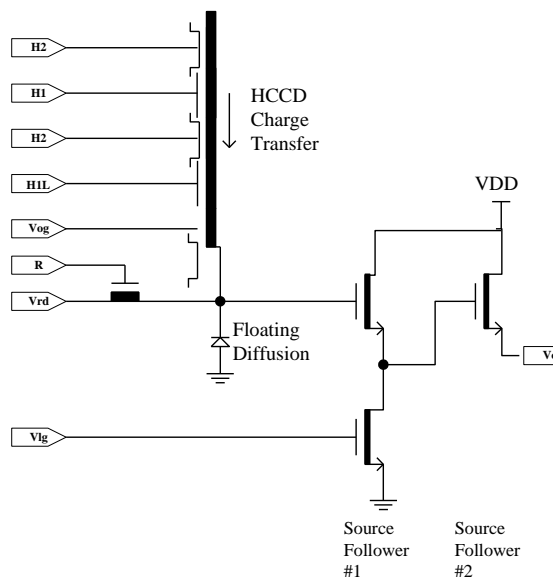 H2
H1
H2
H1L
Vog
R
Vrd
Vlg
HCCD
Charge
Transfer
VDD
Floating
Diffusion
Source
Follower
#1
Source
Follower
#2